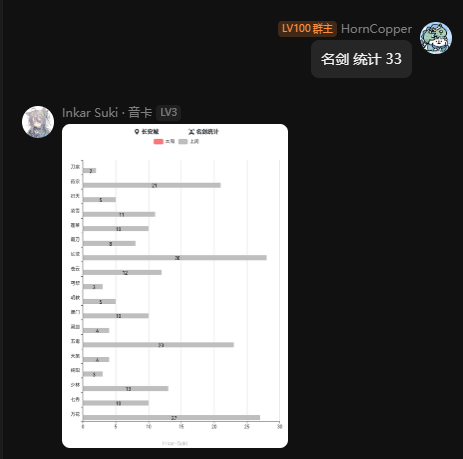 LV100 群主 HornCopper
名剑 统计 33
Inkar Suki · 音卡 LV3
长安城 名剑统计
本周 上周
刀宗 2
药宗 21
衍天 5
凌雪 11
蓬莱 10
霸刀 8
长歌 28
苍云 12
丐帮 3
明教 5
唐门 10
藏剑 4
五毒 23
天策 4
纯阳 3
少林 13
七秀 10
万花 27
0 5 10 15 20 25 30
Inkar-Suki